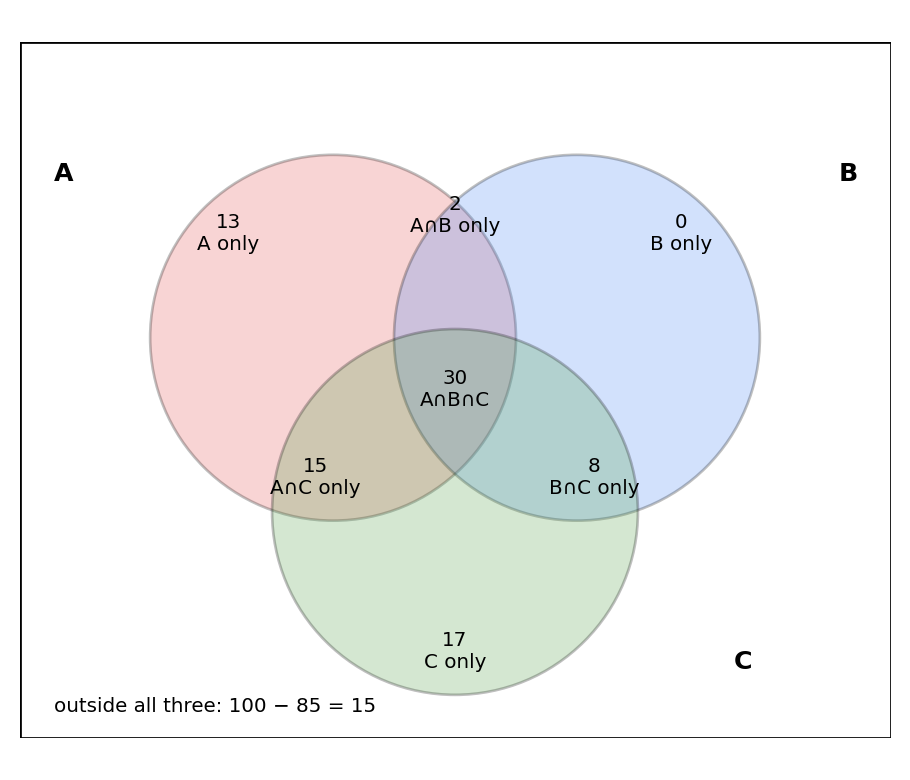 A
B
2
A∩B only
13
A only
0
B only
30
A∩B∩C
15
A∩C only
8
B∩C only
17
C only
C
outside all three: 100 − 85 = 15